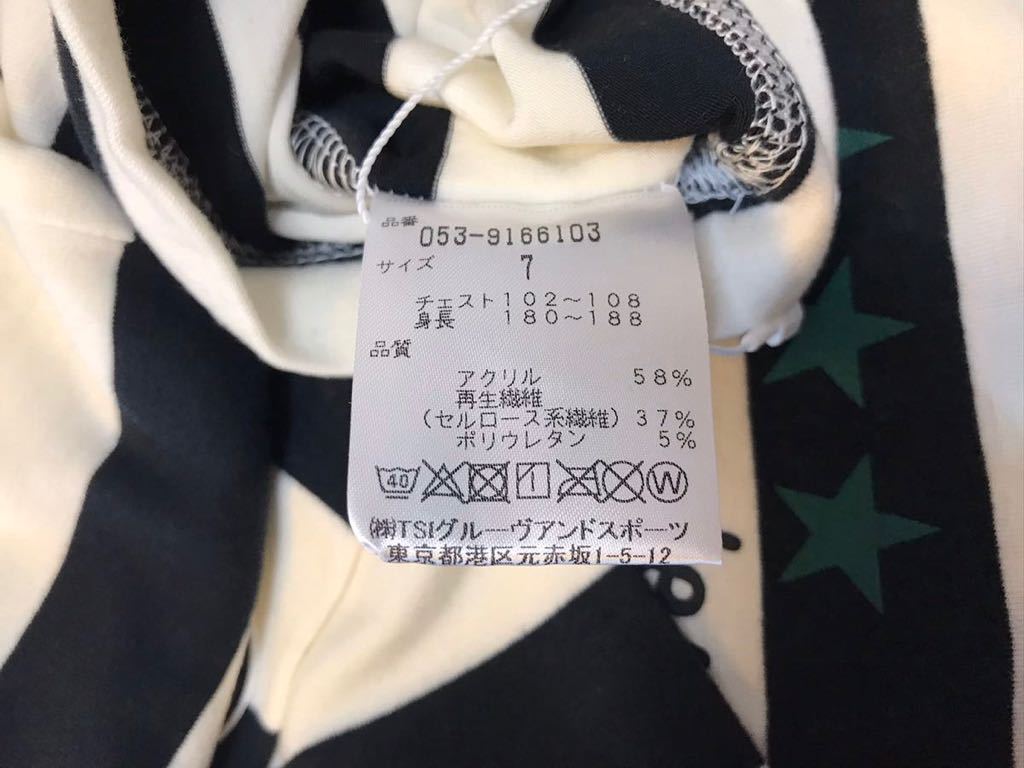 品番
053-9166103
サイズ 7
チェスト 102～108
身長 180～188
品質
アクリル 58%
再生繊維
(セルロース系繊維) 37%
ポリウレタン 5%
40 W
㈱TSIグルーヴアンドスポーツ
東京都港区元赤坂1-5-12